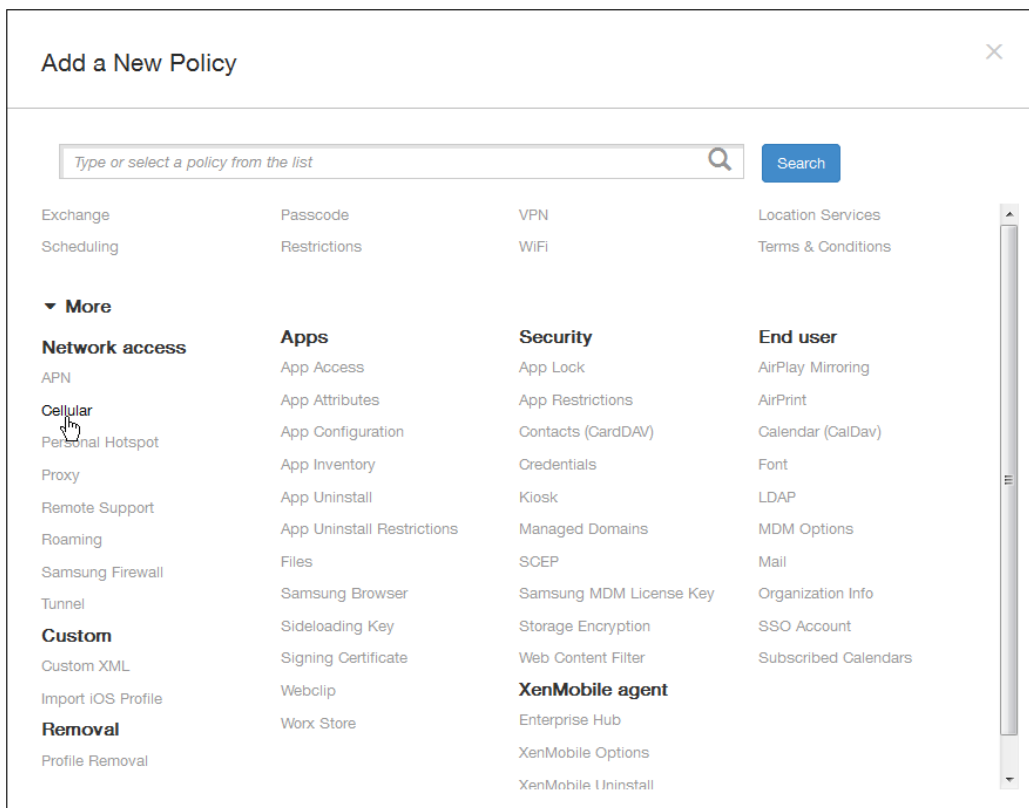 Add a New Policy
Type or select a policy from the list
Search
Exchange
Passcode
VPN
Location Services
Scheduling
Restrictions
WiFi
Terms & Conditions
More
Network access
APN
Cellular
Personal Hotspot
Proxy
Remote Support
Roaming
Samsung Firewall
Tunnel
Custom
Custom XML
Import iOS Profile
Removal
Profile Removal
Apps
App Access
App Attributes
App Configuration
App Inventory
App Uninstall
App Uninstall Restrictions
Files
Samsung Browser
Sideloading Key
Signing Certificate
Webclip
Worx Store
Security
App Lock
App Restrictions
Contacts (CardDAV)
Credentials
Kiosk
Managed Domains
SCEP
Samsung MDM License Key
Storage Encryption
Web Content Filter
XenMobile agent
Enterprise Hub
XenMobile Options
XenMobile Uninstall
End user
AirPlay Mirroring
AirPrint
Calendar (CalDav)
Font
LDAP
MDM Options
Mail
Organization Info
SSO Account
Subscribed Calendars